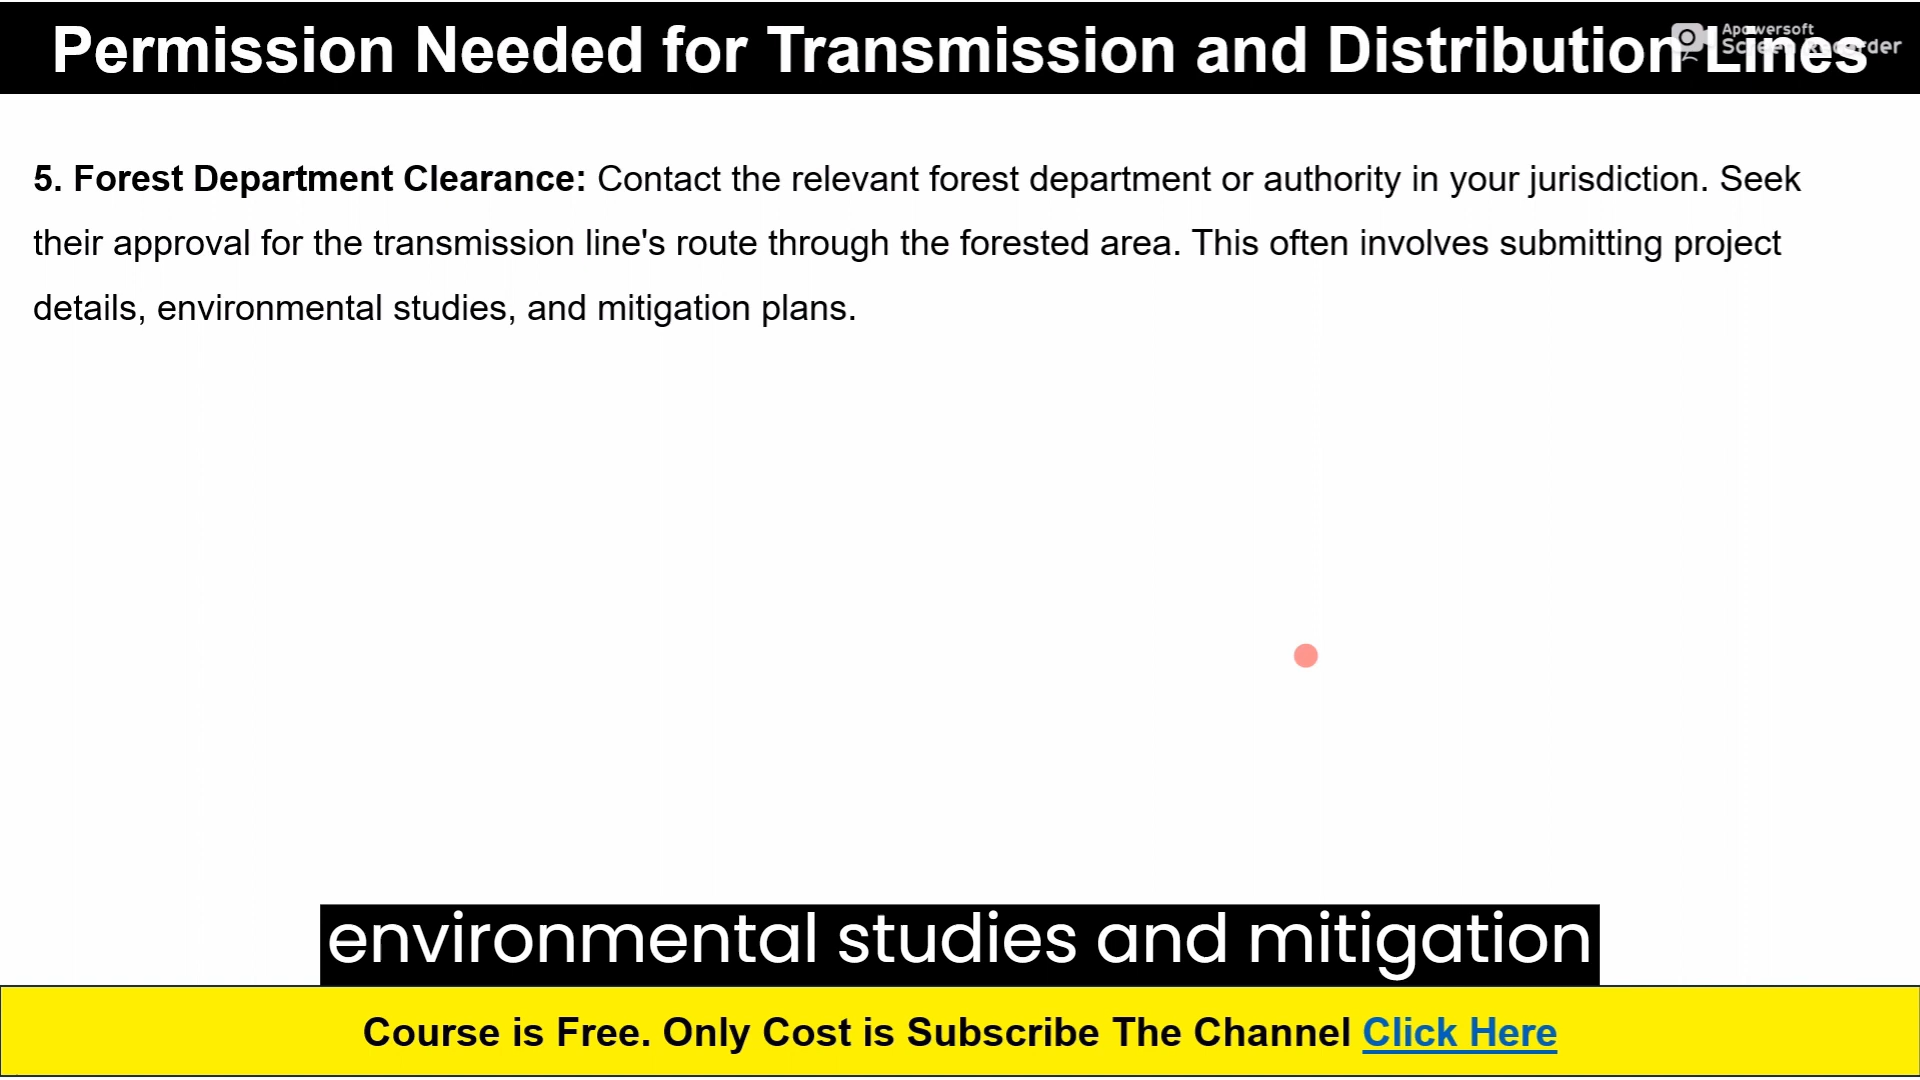 Permission Needed for Transmission and Distribution Lines
Apowersoft
Screen Recorder
5. Forest Department Clearance: Contact the relevant forest department or authority in your jurisdiction. Seek
their approval for the transmission line's route through the forested area. This often involves submitting project
details, environmental studies, and mitigation plans.
environmental studies and mitigation
Course is Free. Only Cost is Subscribe The Channel Click Here